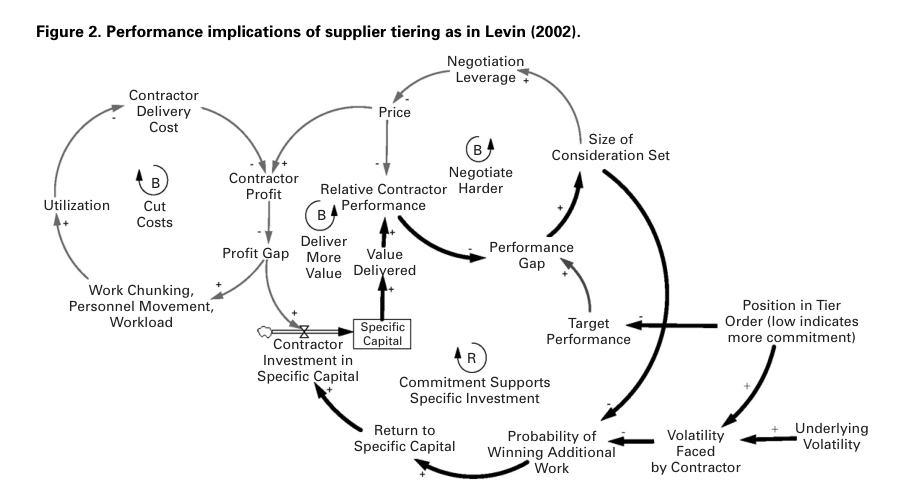 Figure 2. Performance implications of supplier tiering as in Levin (2002).
Negotiation
Leverage
+
-
Contractor
Delivery
Cost
-
Price
-
+
-
B
Negotiate
Harder
Size of
Consideration Set
+
Contractor
Profit
-
B
Cut
Costs
Utilization
+
Relative Contractor
Performance
+
-
B
Deliver
More
Value
Profit Gap
+
+
Value
Delivered
+
Performance
Gap
+
Work Chunking,
Personnel Movement,
Workload
Specific
Capital
Contractor
Investment in
Specific Capital
+
Target
Performance
-
Position in Tier
Order (low indicates
more commitment)
+
R
Commitment Supports
Specific Investment
-
Return to
Specific Capital
+
Probability of
Winning Additional
Work
-
Volatility
Faced
by Contractor
+
Underlying
Volatility